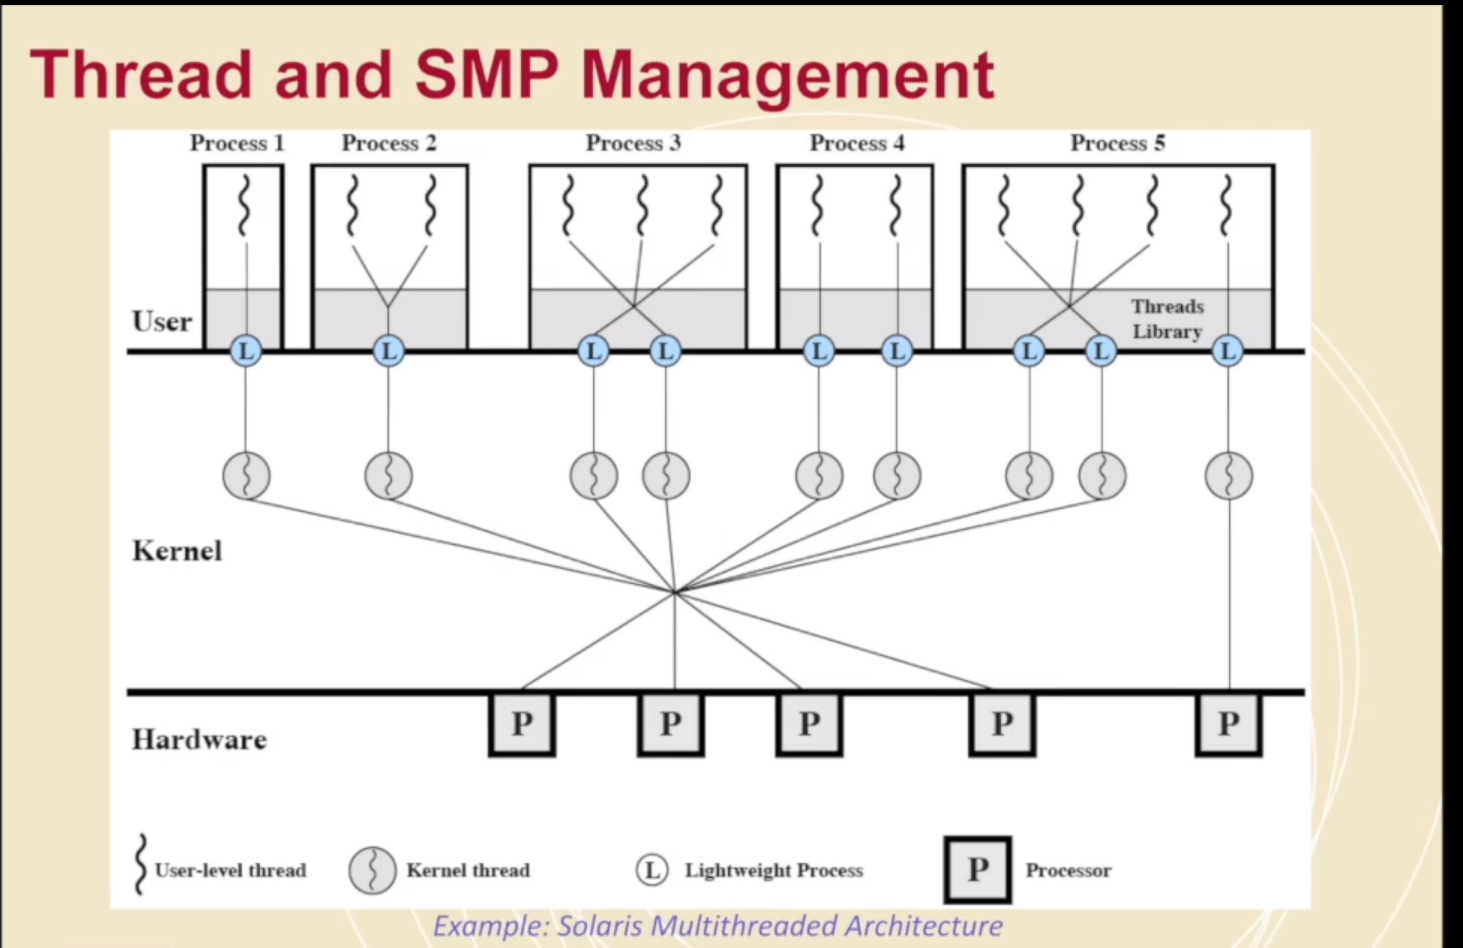 Thread and SMP Management
Process 1 Process 2 Process 3 Process 4 Process 5
Threads
Library
User
L L L L L L L L L
Kernel
P P P P P
Hardware
User-level thread Kernel thread L Lightweight Process P Processor
Example: Solaris Multithreaded Architecture